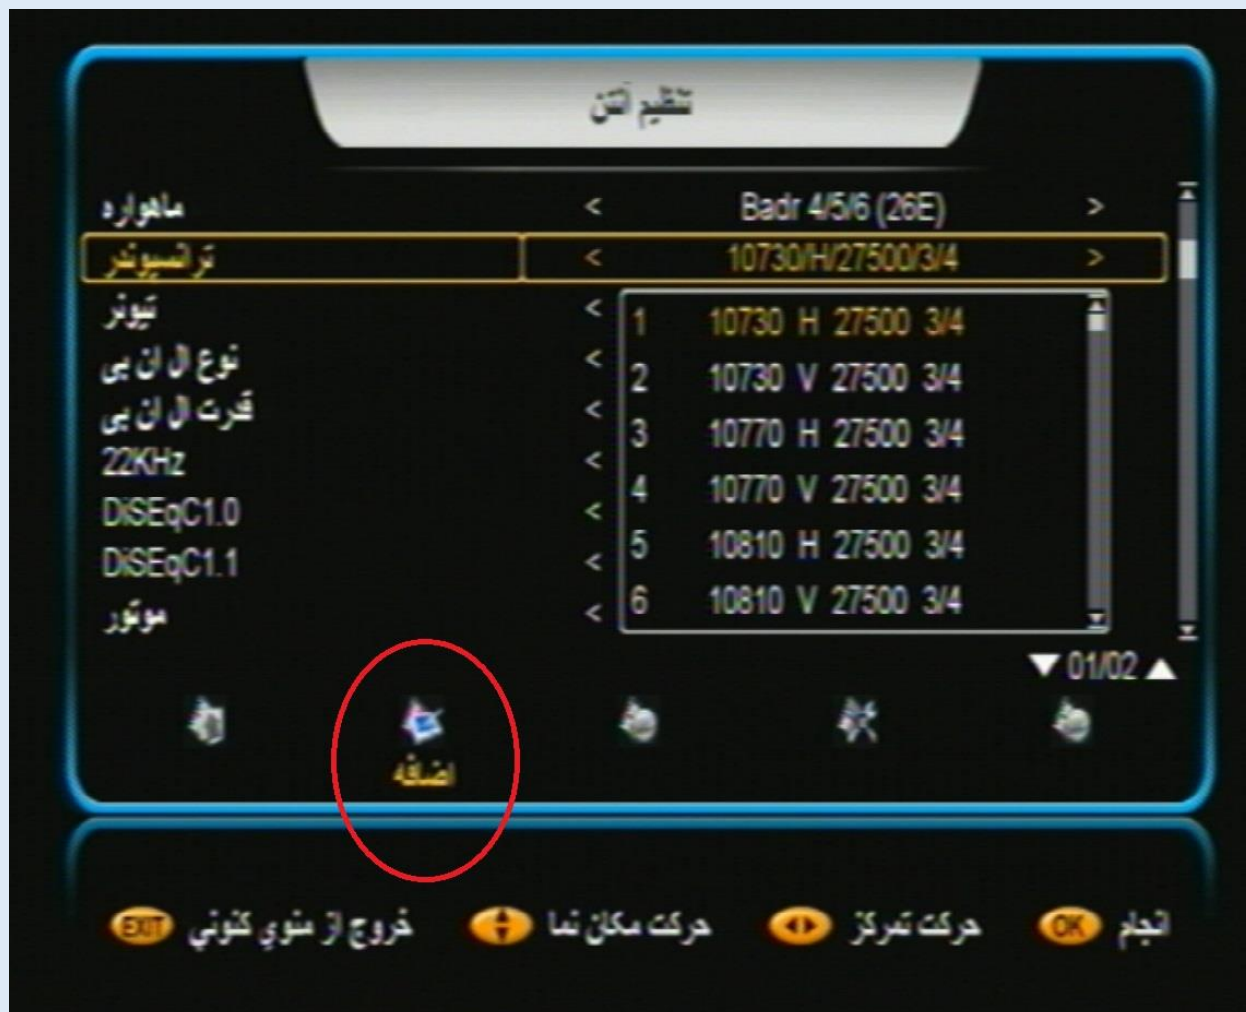 تنظیم آنتن
ماهواره < Badr 4/5/6 (26E) >
ترانسپوندر < 10730/H/27500/3/4 >
تیونر <
نوع ال ان بی <
قدرت ال ان بی <
22KHz <
DiSEqC1.0 <
DiSEqC1.1 <
موتور <
1 10730 H 27500 3/4
2 10730 V 27500 3/4
3 10770 H 27500 3/4
4 10770 V 27500 3/4
5 10810 H 27500 3/4
6 10810 V 27500 3/4
▼ 01/02 ▲
اضافه
انجام OK حرکت تمرکز حرکت مکان نما خروج از منوي کنوني EXIT